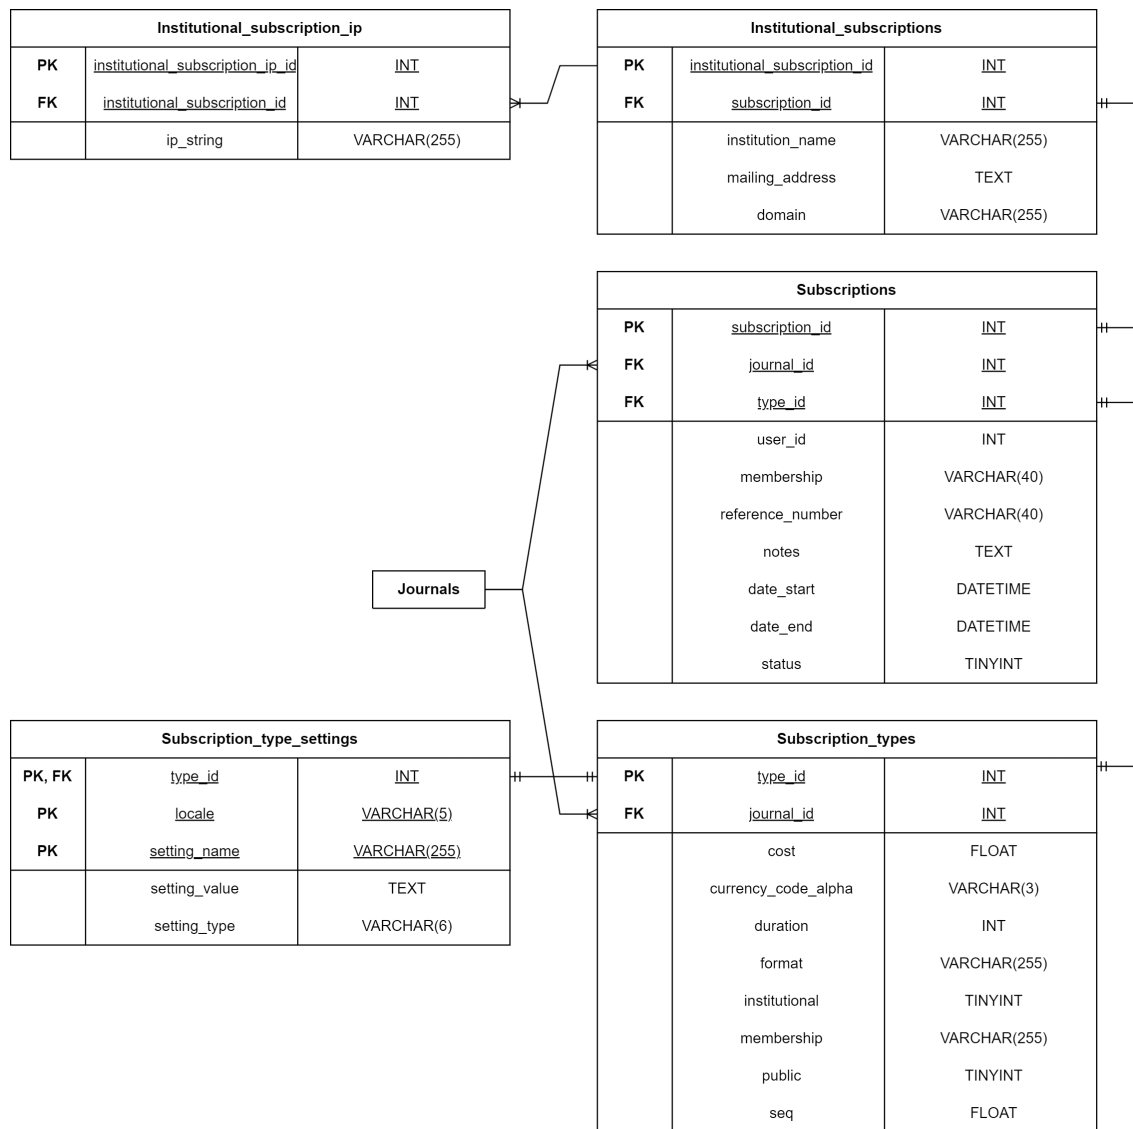 Institutional_subscription_ip
PK institutional_subscription_ip_id INT
FK institutional_subscription_id INT
ip_string VARCHAR(255)
Institutional_subscriptions
PK institutional_subscription_id INT
FK subscription_id INT
institution_name VARCHAR(255)
mailing_address TEXT
domain VARCHAR(255)
Subscriptions
PK subscription_id INT
FK journal_id INT
FK type_id INT
user_id INT
membership VARCHAR(40)
reference_number VARCHAR(40)
notes TEXT
date_start DATETIME
date_end DATETIME
status TINYINT
Journals
Subscription_type_settings
PK, FK type_id INT
PK locale VARCHAR(5)
PK setting_name VARCHAR(255)
setting_value TEXT
setting_type VARCHAR(6)
Subscription_types
PK type_id INT
FK journal_id INT
cost FLOAT
currency_code_alpha VARCHAR(3)
duration INT
format VARCHAR(255)
institutional TINYINT
membership VARCHAR(255)
public TINYINT
seq FLOAT